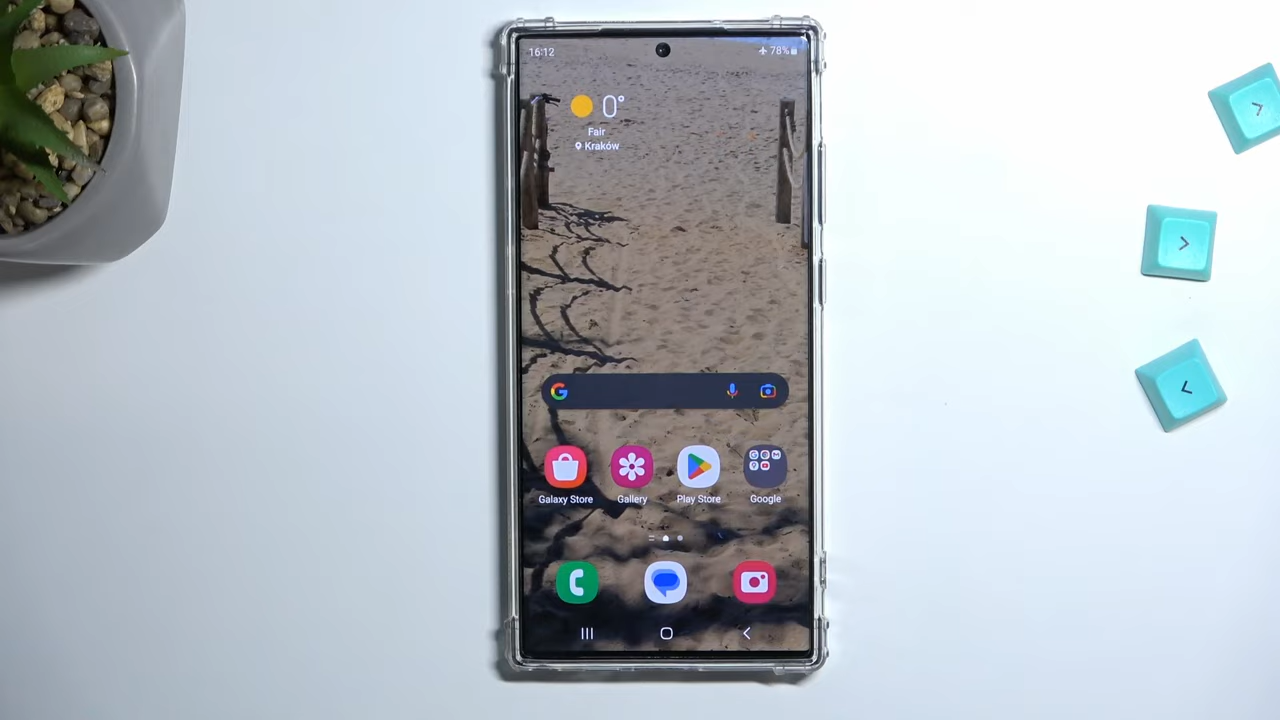 16:12
78%
0°
Fair
Kraków
G
Galaxy Store
Gallery
Play Store
Google
>
>
<